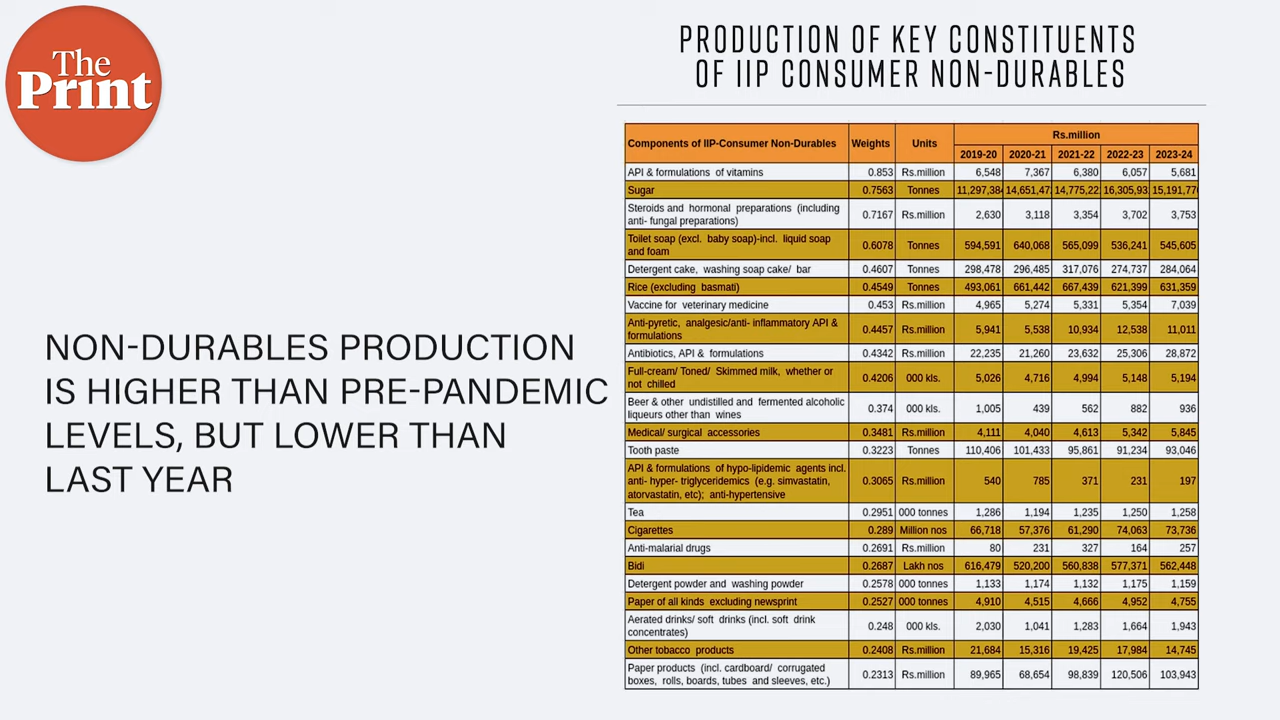 The
Print
PRODUCTION OF KEY CONSTITUENTS
OF IIP CONSUMER NON-DURABLES
NON-DURABLES PRODUCTION
IS HIGHER THAN PRE-PANDEMIC
LEVELS, BUT LOWER THAN
LAST YEAR
Components of IIP-Consumer Non-Durables Weights Units Rs.million
2019-20 2020-21 2021-22 2022-23 2023-24
API & formulations of vitamins 0.853 Rs.million 6,548 7,367 6,380 6,057 5,681
Sugar 0.7563 Tonnes 11,297,384 14,651,47 14,775,22 16,305,93 15,191,77
Steroids and hormonal preparations (including
anti- fungal preparations) 0.7167 Rs.million 2,630 3,118 3,354 3,702 3,753
Toilet soap (excl. baby soap)-incl. liquid soap
and foam 0.6078 Tonnes 594,591 640,068 565,099 536,241 545,605
Detergent cake, washing soap cake/ bar 0.4607 Tonnes 298,478 296,485 317,076 274,737 284,064
Rice (excluding basmati) 0.4549 Tonnes 493,061 661,442 667,439 621,399 631,359
Vaccine for veterinary medicine 0.453 Rs.million 4,965 5,274 5,331 5,354 7,039
Anti-pyretic, analgesic/anti- inflammatory API &
formulations 0.4457 Rs.million 5,941 5,538 10,934 12,538 11,011
Antibiotics, API & formulations 0.4342 Rs.million 22,235 21,260 23,632 25,306 28,872
Full-cream/ Toned/ Skimmed milk, whether or
not chilled 0.4206 000 kls. 5,026 4,716 4,994 5,148 5,194
Beer & other undistilled and fermented alcoholic
liqueurs other than wines 0.374 000 kls. 1,005 439 562 882 936
Medical/ surgical accessories 0.3481 Rs.million 4,111 4,040 4,613 5,342 5,845
Tooth paste 0.3223 Tonnes 110,406 101,433 95,861 91,234 93,046
API & formulations of hypo-lipidemic agents incl.
anti- hyper- triglyceridemics (e.g. simvastatin,
atorvastatin, etc); anti-hypertensive 0.3065 Rs.million 540 785 371 231 197
Tea 0.2951 000 tonnes 1,286 1,194 1,235 1,250 1,258
Cigarettes 0.289 Million nos 66,718 57,376 61,290 74,063 73,736
Anti-malarial drugs 0.2691 Rs.million 80 231 327 164 257
Bidi 0.2687 Lakh nos 616,479 520,200 560,838 577,371 562,448
Detergent powder and washing powder 0.2578 000 tonnes 1,133 1,174 1,132 1,175 1,159
Paper of all kinds excluding newsprint 0.2527 000 tonnes 4,910 4,515 4,666 4,952 4,755
Aerated drinks/ soft drinks (incl. soft drink
concentrates) 0.248 000 kls. 2,030 1,041 1,283 1,664 1,943
Other tobacco products 0.2408 Rs.million 21,684 15,316 19,425 17,984 14,745
Paper products (incl. cardboard/ corrugated
boxes, rolls, boards, tubes and sleeves, etc.) 0.2313 Rs.million 89,965 68,654 98,839 120,506 103,943